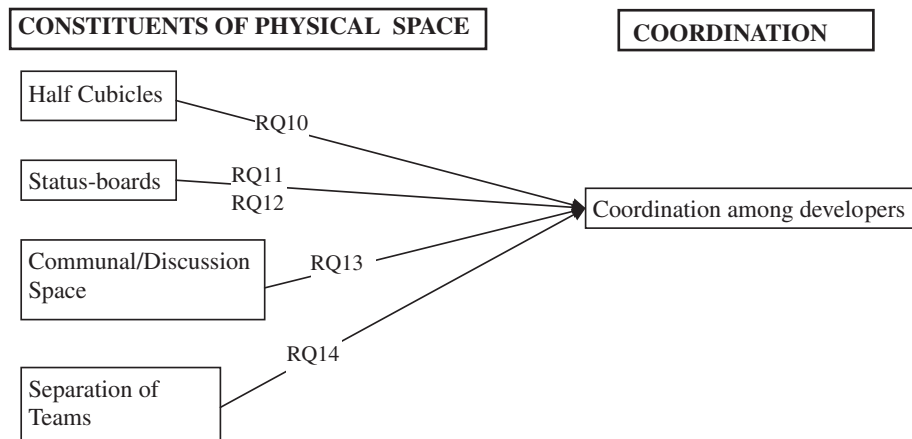 CONSTITUENTS OF PHYSICAL SPACE
COORDINATION
Half Cubicles
RQ10
Status-boards
RQ11
RQ12
Coordination among developers
Communal/Discussion
Space
RQ13
RQ14
Separation of
Teams